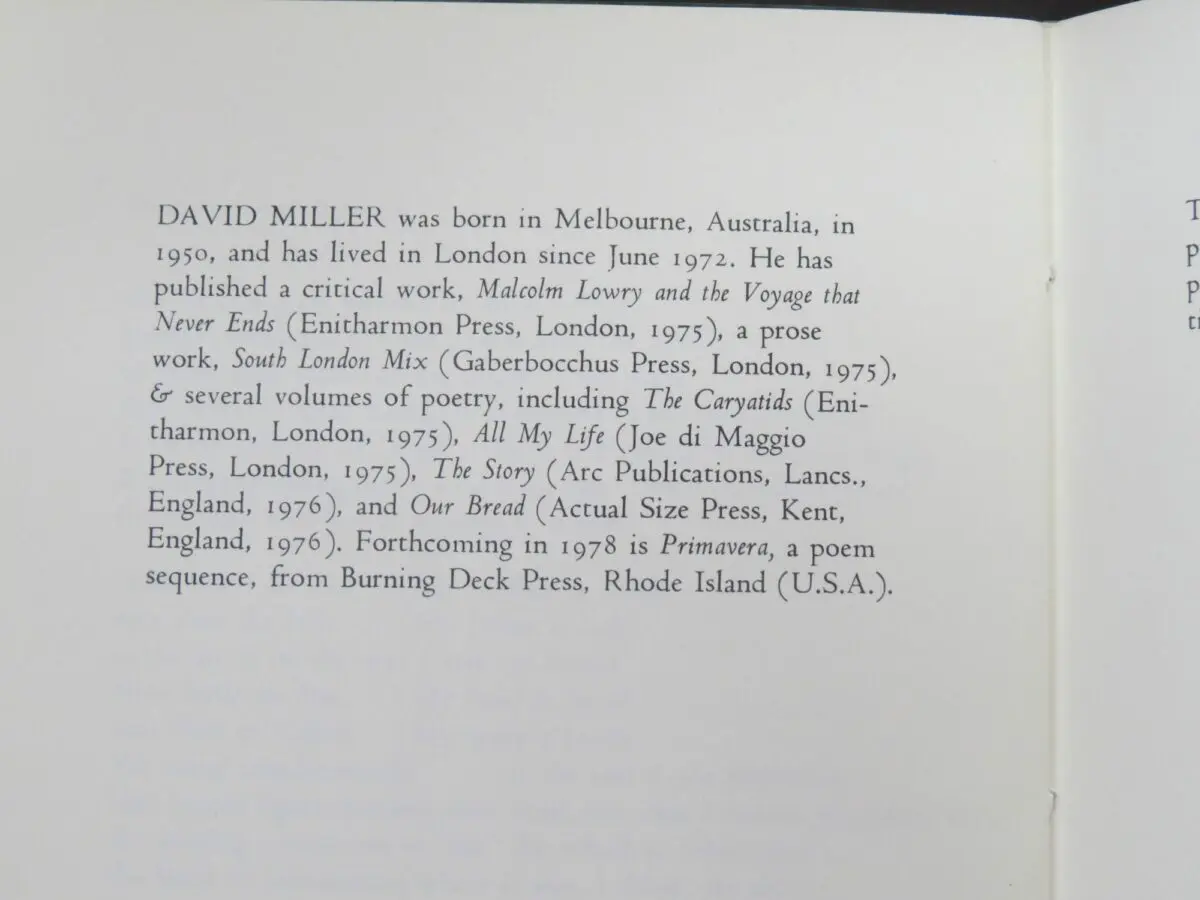 DAVID MILLER was born in Melbourne, Australia, in
1950, and has lived in London since June 1972. He has
published a critical work, Malcolm Lowry and the Voyage that
Never Ends (Enitharmon Press, London, 1975), a prose
work, South London Mix (Gaberbocchus Press, London, 1975),
& several volumes of poetry, including The Caryatids (Eni-
tharmon, London, 1975), All My Life (Joe di Maggio
Press, London, 1975), The Story (Arc Publications, Lancs.,
England, 1976), and Our Bread (Actual Size Press, Kent,
England, 1976). Forthcoming in 1978 is Primavera, a poem
sequence, from Burning Deck Press, Rhode Island (U.S.A.).